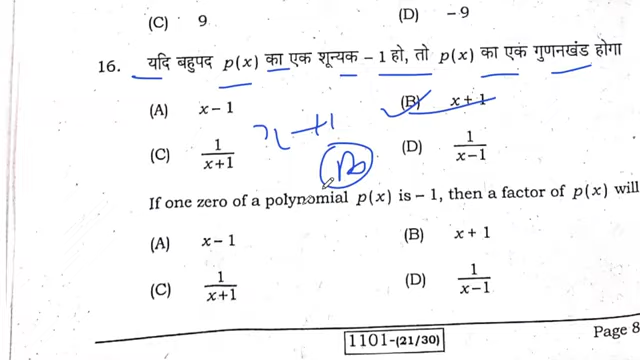 (C) 9 (D) – 9
16. यदि बहुपद p(x) का एक शून्यक – 1 हो, तो p(x) का एक गुणनखंड होगा
(A) x – 1 (B) x + 1
x + 1
(C) 1/(x+1) (D) 1/(x–1)
If one zero of a polynomial p(x) is – 1, then a factor of p(x) will
(A) x – 1 (B) x + 1
(C) 1/(x+1) (D) 1/(x–1)
1101-(21/30) Page 8